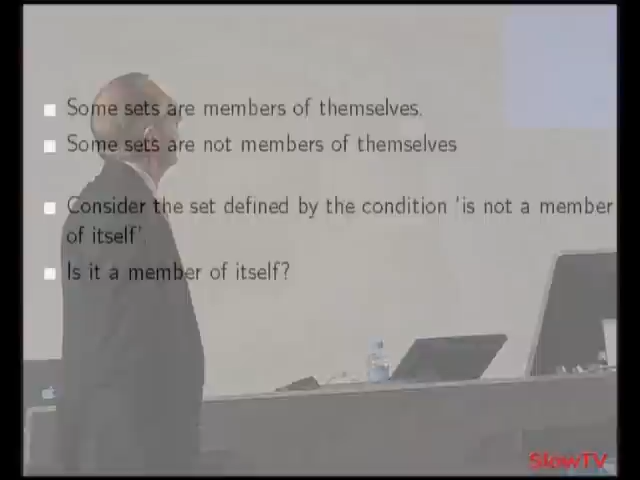 Some sets are members of themselves.
Some sets are not members of themselves
Consider the set defined by the condition 'is not a member
of itself'
Is it a member of itself?
SlowTV